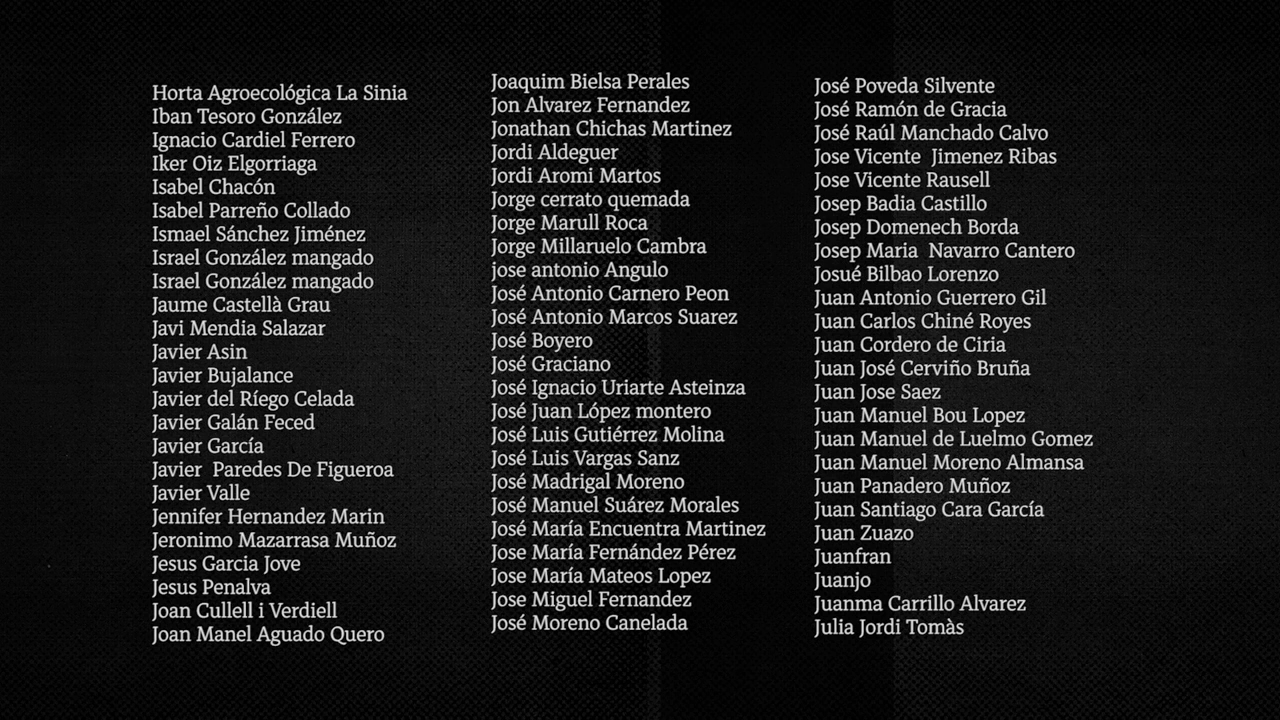 Horta Agroecológica La Sinia
Iban Tesoro González
Ignacio Cardiel Ferrero
Iker Oiz Elgorriaga
Isabel Chacón
Isabel Parreño Collado
Ismael Sánchez Jiménez
Israel González mangado
Israel González mangado
Jaume Castellà Grau
Javi Mendia Salazar
Javier Asin
Javier Bujalance
Javier del Ríego Celada
Javier Galán Feced
Javier García
Javier  Paredes De Figueroa
Javier Valle
Jennifer Hernandez Marin
Jeronimo Mazarrasa Muñoz
Jesus Garcia Jove
Jesus Penalva
Joan Cullell i Verdiell
Joan Manel Aguado Quero
Joaquim Bielsa Perales
Jon Alvarez Fernandez
Jonathan Chichas Martinez
Jordi Aldeguer
Jordi Aromi Martos
Jorge cerrato quemada
Jorge Marull Roca
Jorge Millaruelo Cambra
jose antonio Angulo
José Antonio Carnero Peon
José Antonio Marcos Suarez
José Boyero
José Graciano
José Ignacio Uriarte Asteinza
José Juan López montero
José Luis Gutiérrez Molina
José Luis Vargas Sanz
José Madrigal Moreno
José Manuel Suárez Morales
José María Encuentra Martinez
Jose María Fernández Pérez
Jose María Mateos Lopez
Jose Miguel Fernandez
José Moreno Canelada
José Poveda Silvente
José Ramón de Gracia
José Raúl Manchado Calvo
Jose Vicente  Jimenez Ribas
Jose Vicente Rausell
Josep Badia Castillo
Josep Domenech Borda
Josep Maria  Navarro Cantero
Josué Bilbao Lorenzo
Juan Antonio Guerrero Gil
Juan Carlos Chiné Royes
Juan Cordero de Ciria
Juan José Cerviño Bruña
Juan Jose Saez
Juan Manuel Bou Lopez
Juan Manuel de Luelmo Gomez
Juan Manuel Moreno Almansa
Juan Panadero Muñoz
Juan Santiago Cara García
Juan Zuazo
Juanfran
Juanjo
Juanma Carrillo Alvarez
Julia Jordi Tomàs